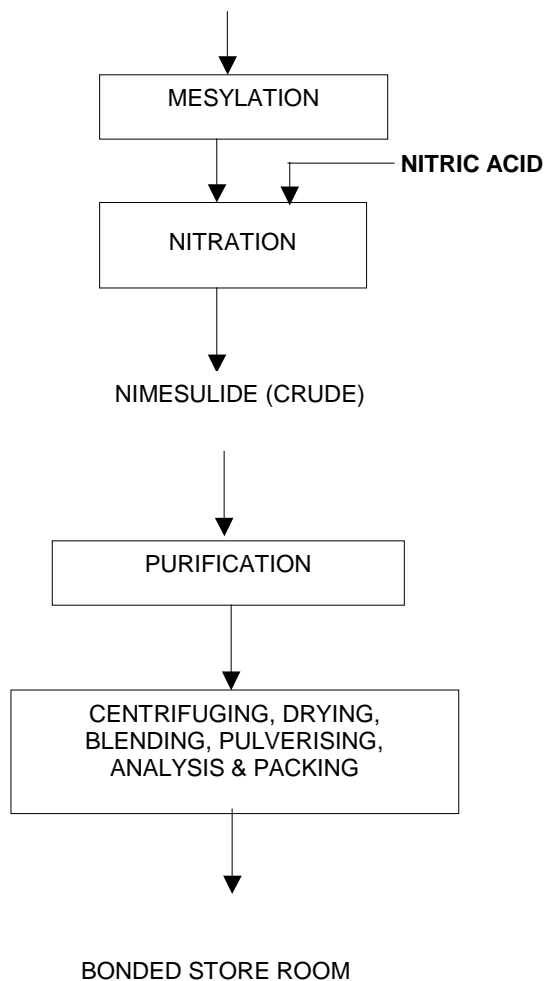 MESYLATION
NITRIC ACID
NITRATION
NIMESULIDE (CRUDE)
PURIFICATION
CENTRIFUGING, DRYING,
BLENDING, PULVERISING,
ANALYSIS & PACKING
BONDED STORE ROOM